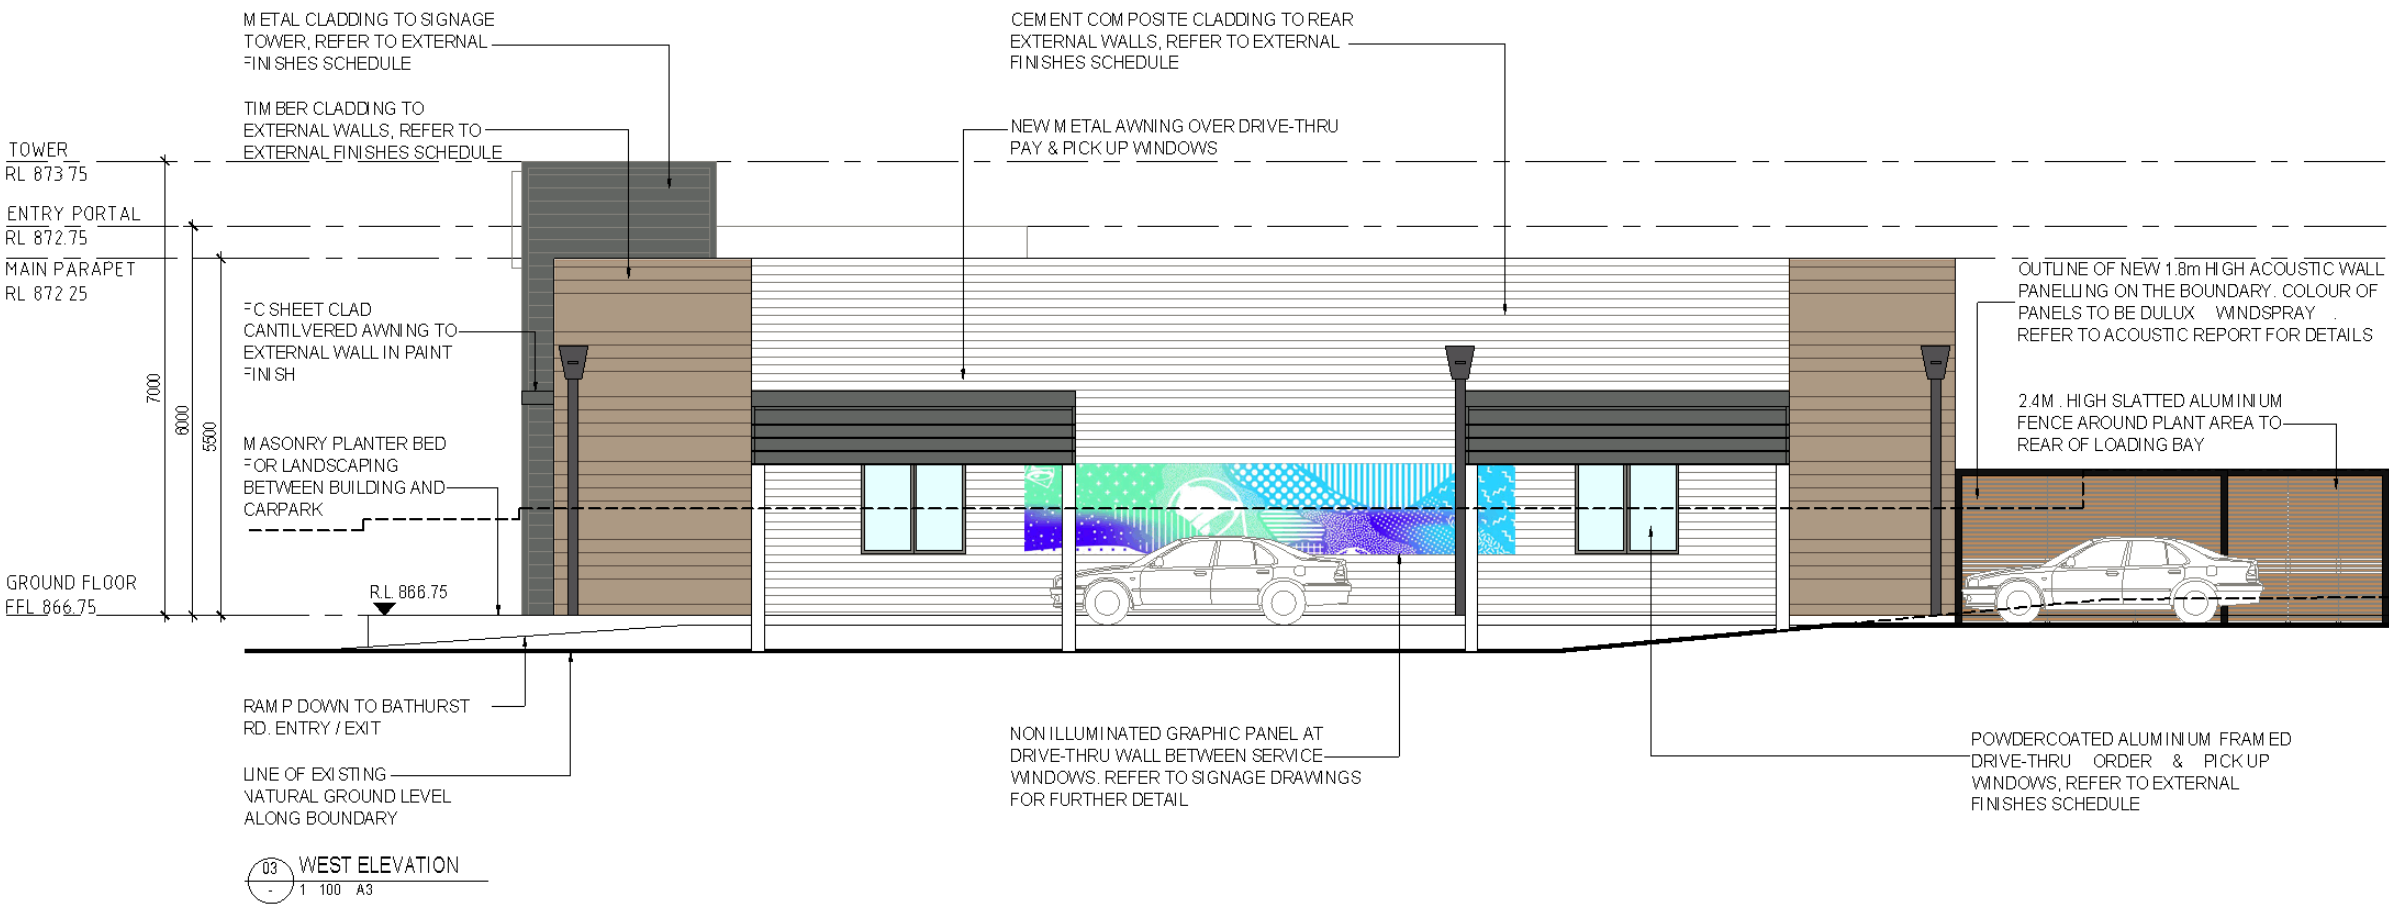 METAL CLADDING TO SIGNAGE
TOWER, REFER TO EXTERNAL
FINISHES SCHEDULE
TIMBER CLADDING TO
EXTERNAL WALLS, REFER TO
EXTERNAL FINISHES SCHEDULE
CEMENT COMPOSITE CLADDING TO REAR
EXTERNAL WALLS, REFER TO EXTERNAL
FINISHES SCHEDULE
NEW METAL AWNING OVER DRIVE-THRU
PAY & PICK UP WINDOWS
TOWER
RL 873 75
ENTRY PORTAL
RL 872.75
MAIN PARAPET
RL 872 25
7000
6000
5500
FC SHEET CLAD
CANTILVERED AWNING TO
EXTERNAL WALL IN PAINT
FINISH
MASONRY PLANTER BED
FOR LANDSCAPING
BETWEEN BUILDING AND
CARPARK
OUTLINE OF NEW 1.8m HIGH ACOUSTIC WALL
PANELLING ON THE BOUNDARY. COLOUR OF
PANELS TO BE DULUX WINDSPRAY .
REFER TO ACOUSTIC REPORT FOR DETAILS
2.4M. HIGH SLATTED ALUMINIUM
FENCE AROUND PLANT AREA TO
REAR OF LOADING BAY
GROUND FLOOR
FFL 866.75
R.L 866.75
RAMP DOWN TO BATHURST
RD. ENTRY / EXIT
LINE OF EXISTING
NATURAL GROUND LEVEL
ALONG BOUNDARY
NON ILLUMINATED GRAPHIC PANEL AT
DRIVE-THRU WALL BETWEEN SERVICE
WINDOWS. REFER TO SIGNAGE DRAWINGS
FOR FURTHER DETAIL
POWDERCOATED ALUMINIUM FRAMED
DRIVE-THRU ORDER & PICK UP
WINDOWS, REFER TO EXTERNAL
FINISHES SCHEDULE
03
-
WEST ELEVATION
1 100 A3